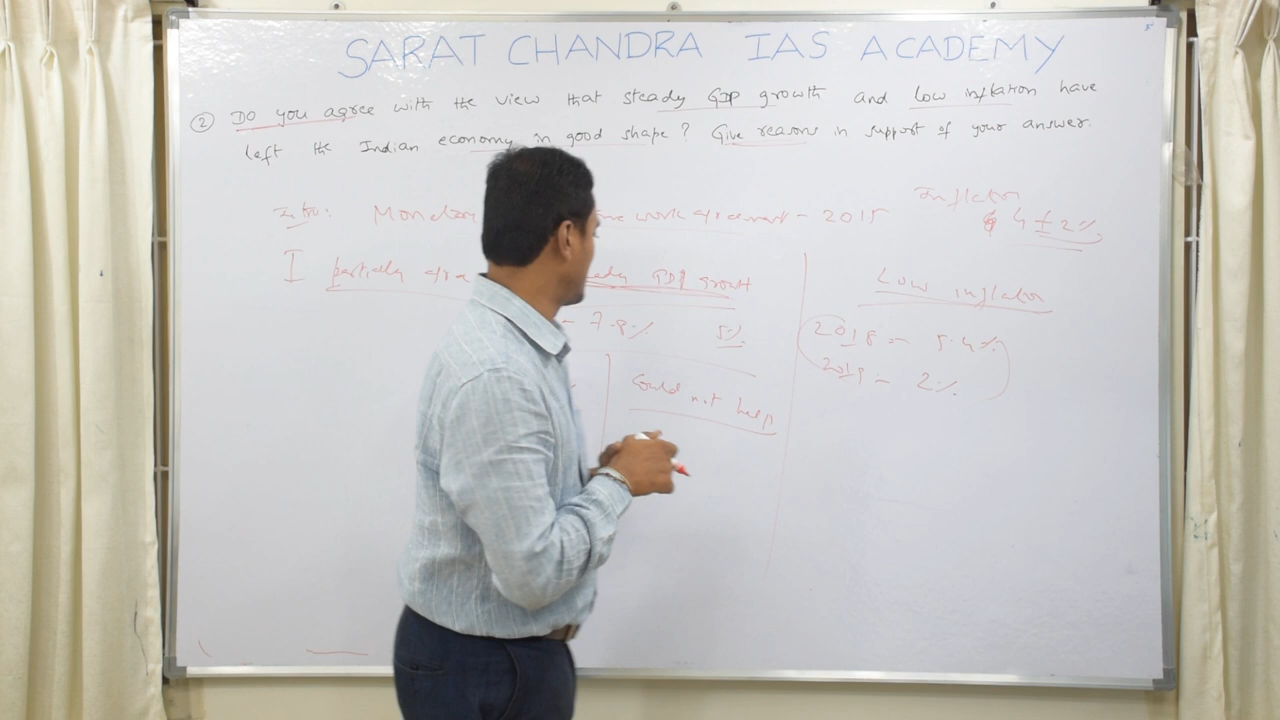 SARAT CHANDRA IAS ACADEMY
② Do you agree with the view that steady GDP growth and low inflation have
left the Indian economy in good shape? Give reasons in support of your answer.
Inflation
4 ± 2%
Intro: Monetary work agreement - 2015
I partially GDP growth
Low inflation
- 7.8% 5%
5.4%
2019 - 2%
Could not help